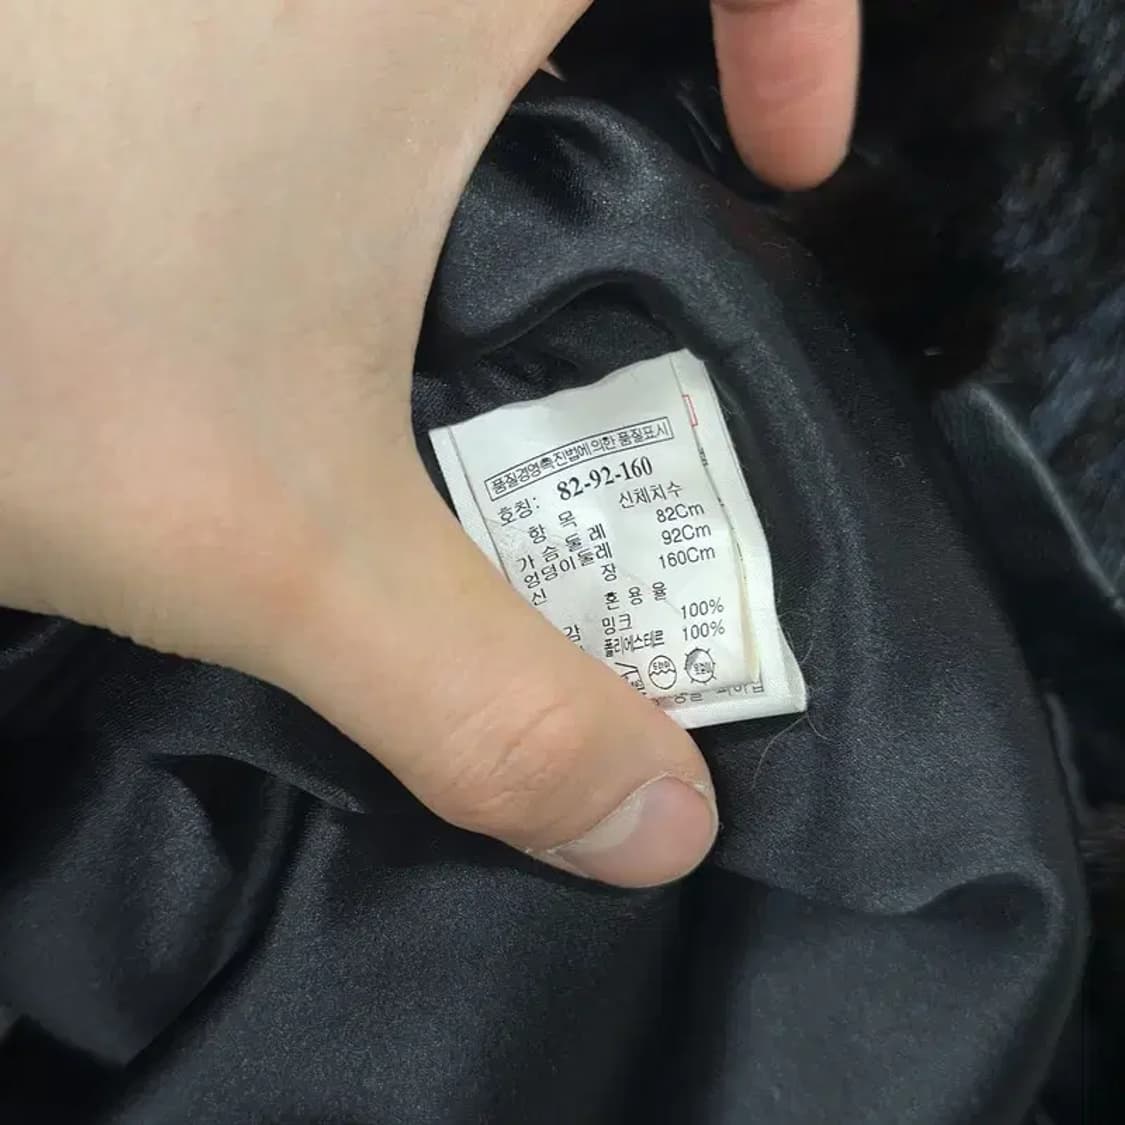 품질경영촉진법에의한 품질표시
호칭: 82-92-160
항 목 신체치수
가 슴 둘 레 82Cm
엉덩이둘레 92Cm
신 장 160Cm
혼 용 율
감 밍크 100%
폴리에스테르 100%